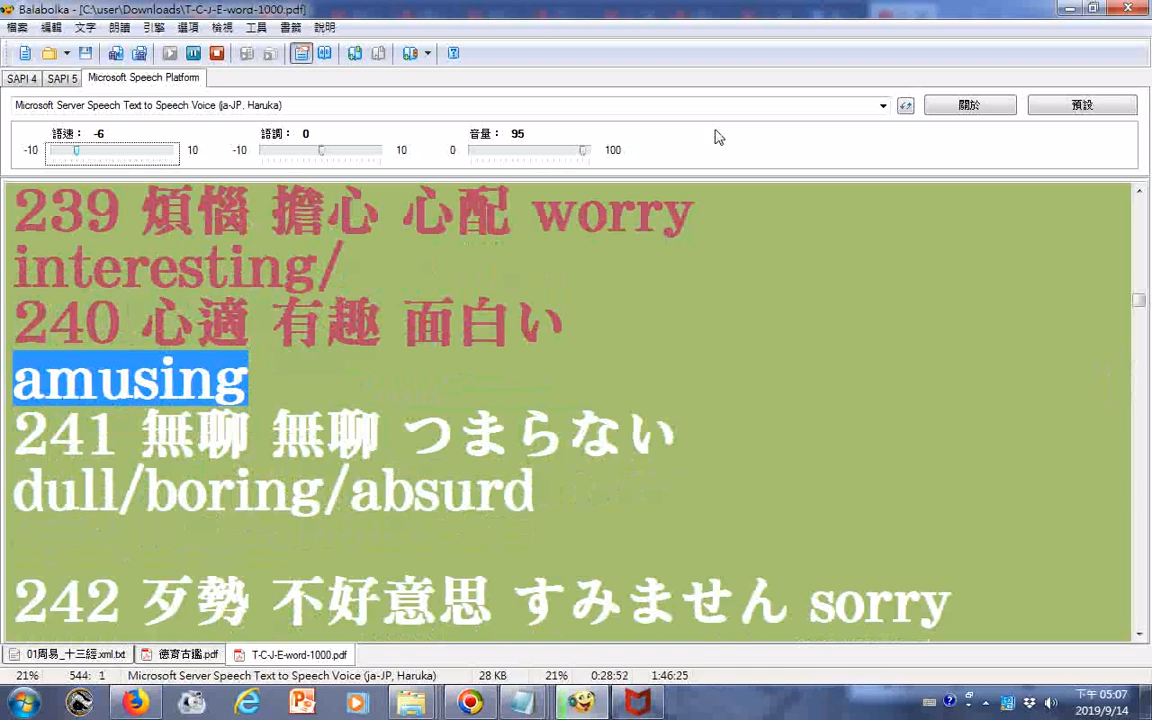 Balabolka - [C:\user\Downloads\T-C-J-E-word-1000.pdf]
檔案 編輯 文字 朗讀 引擎 選項 檢視 工具 書籤 說明
SAPI 4 SAPI 5 Microsoft Speech Platform
Microsoft Server Speech Text to Speech Voice (ja-JP, Haruka) 關於 預設
語速： -6 語調： 0 音量： 95
-10 10 -10 10 0 100
239 煩惱 擔心 心配 worry
interesting/
240 心適 有趣 面白い
amusing
241 無聊 無聊 つまらない
dull/boring/absurd
242 歹勢 不好意思 すみません sorry
01周易_十三經.xml.txt 德育古鑑.pdf T-C-J-E-word-1000.pdf
21% 544: 1 Microsoft Server Speech Text to Speech Voice (ja-JP, Haruka) 28 KB 21% 0:28:52 1:46:25
下午 05:07
2019/9/14